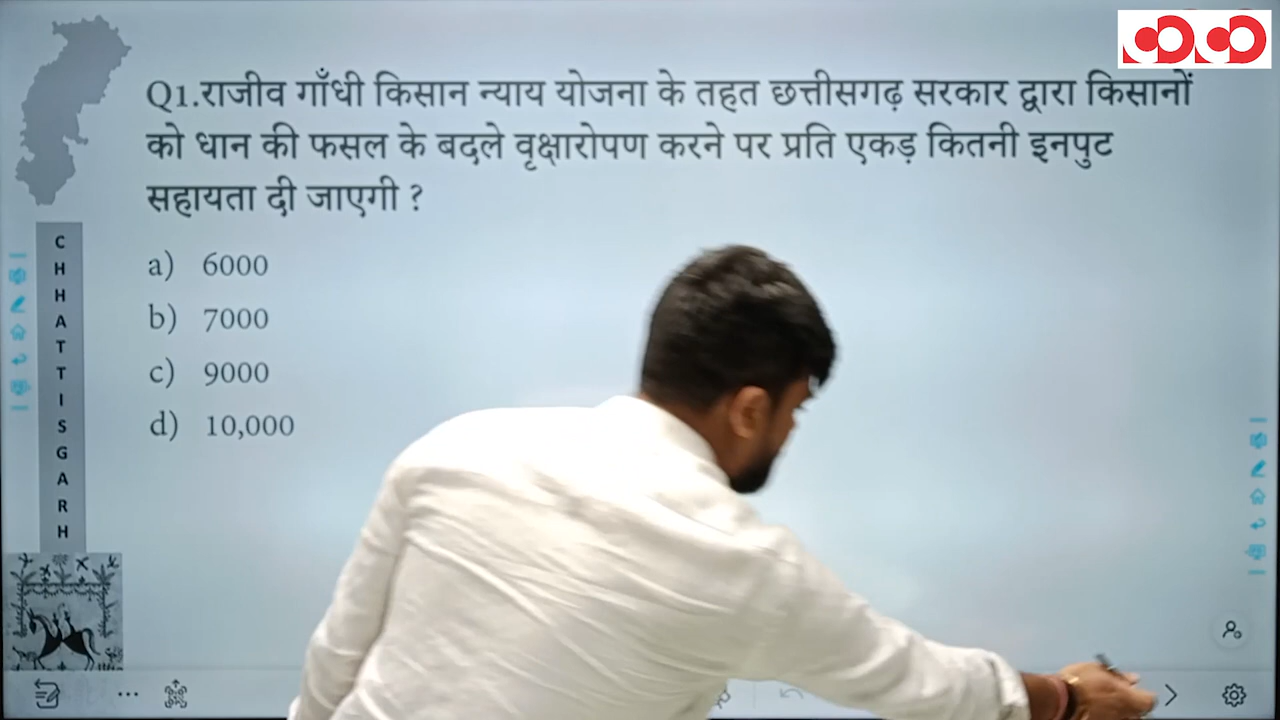 Q1.राजीव गाँधी किसान न्याय योजना के तहत छत्तीसगढ़ सरकार द्वारा किसानों
को धान की फसल के बदले वृक्षारोपण करने पर प्रति एकड़ कितनी इनपुट
सहायता दी जाएगी ?
a) 6000
b) 7000
c) 9000
d) 10,000
CHHATTISGARH